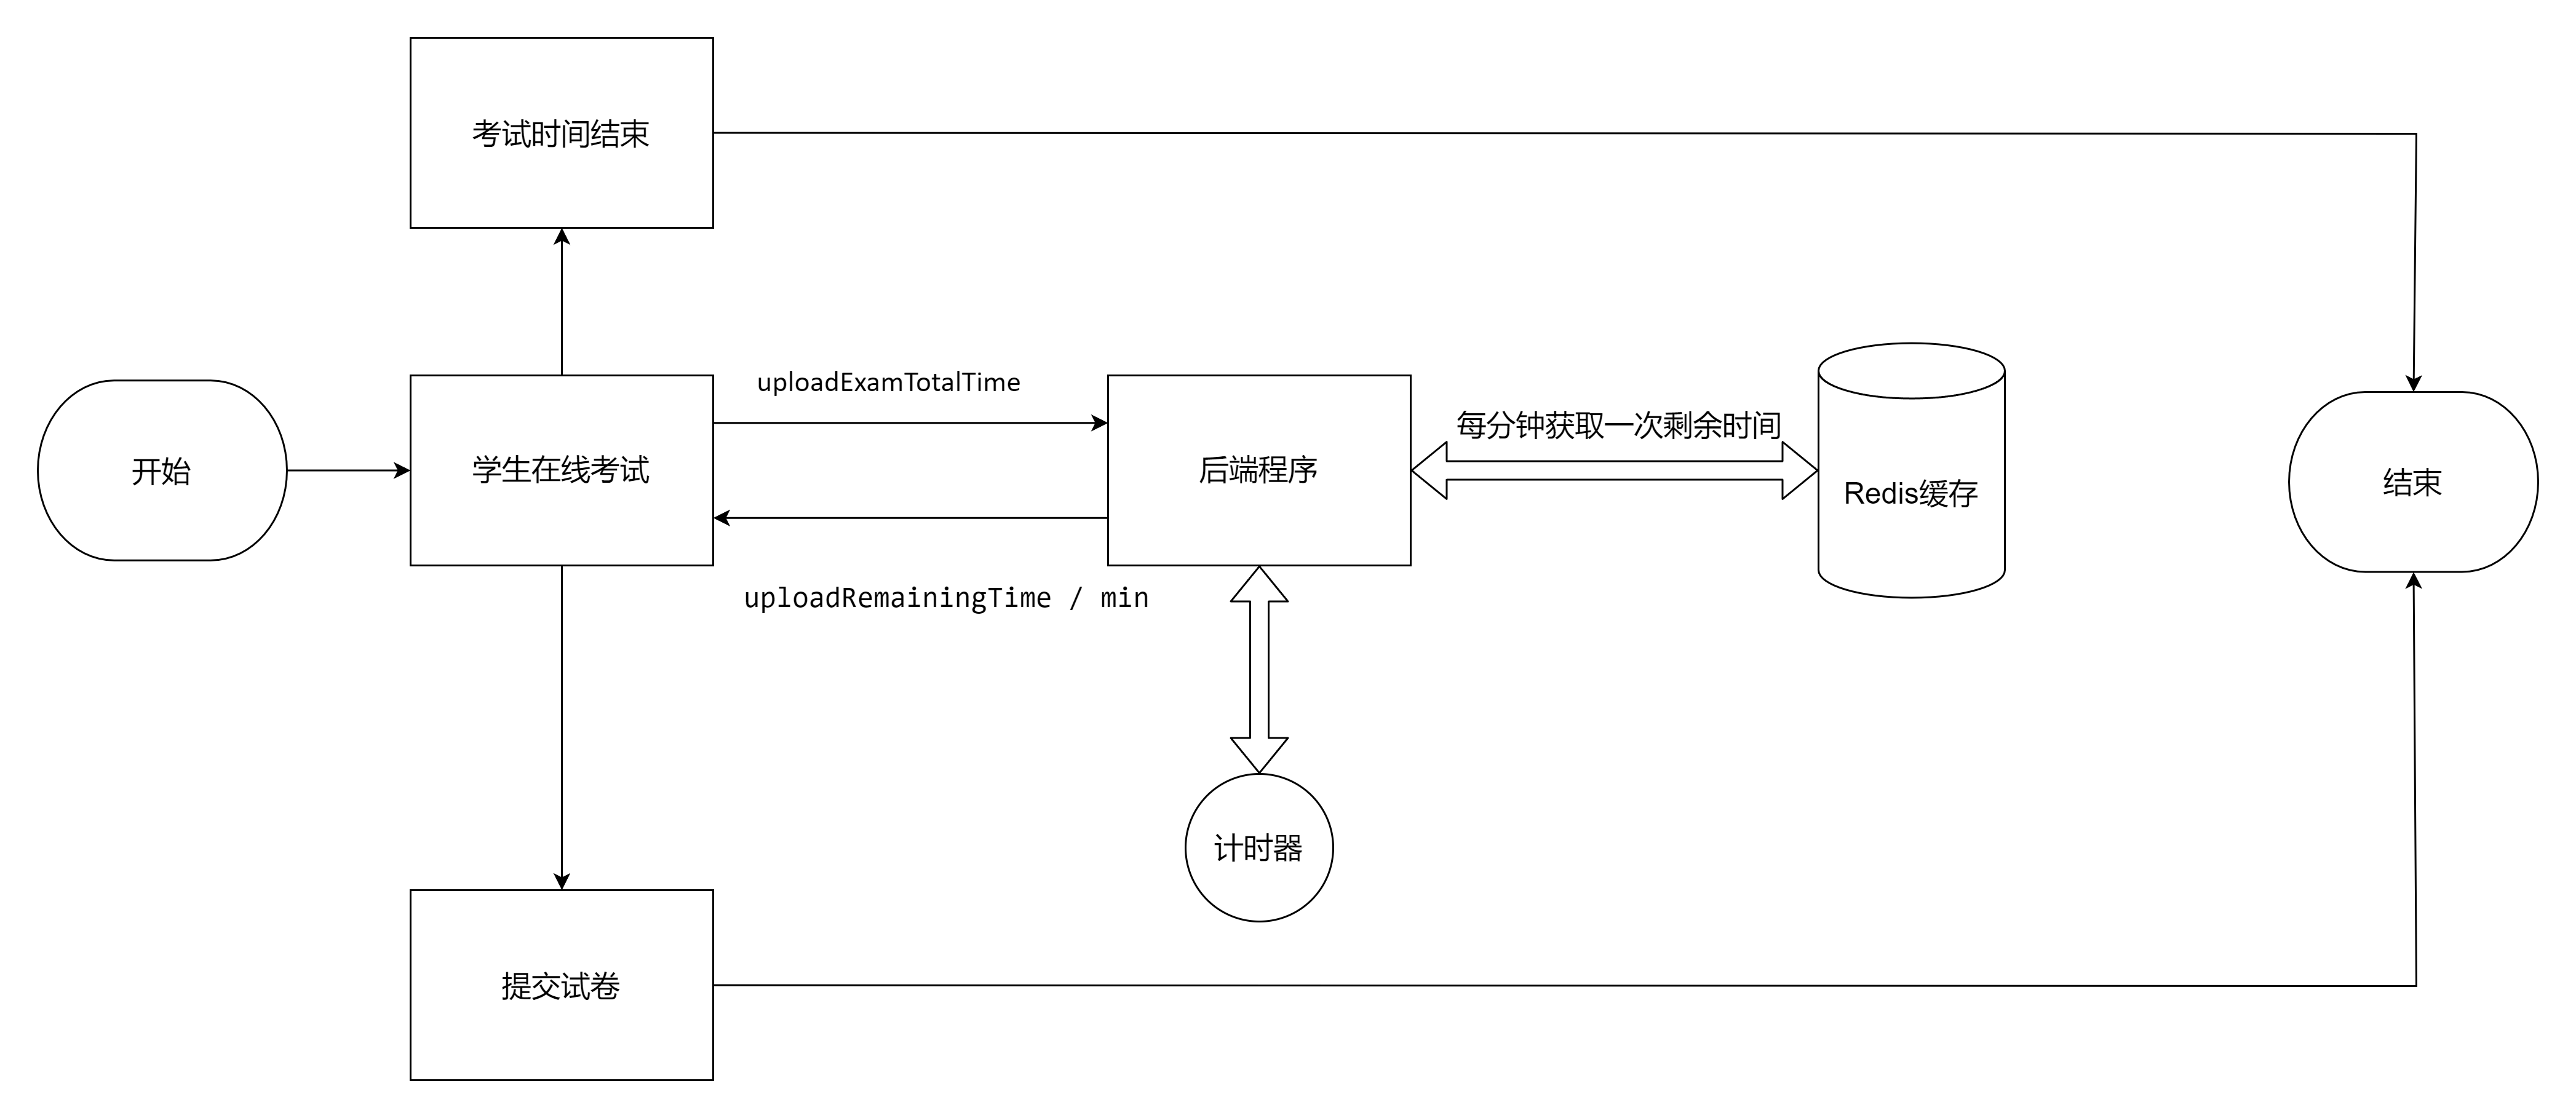 考试时间结束
开始
学生在线考试
uploadExamTotalTime
uploadRemainingTime / min
后端程序
每分钟获取一次剩余时间
Redis缓存
结束
计时器
提交试卷